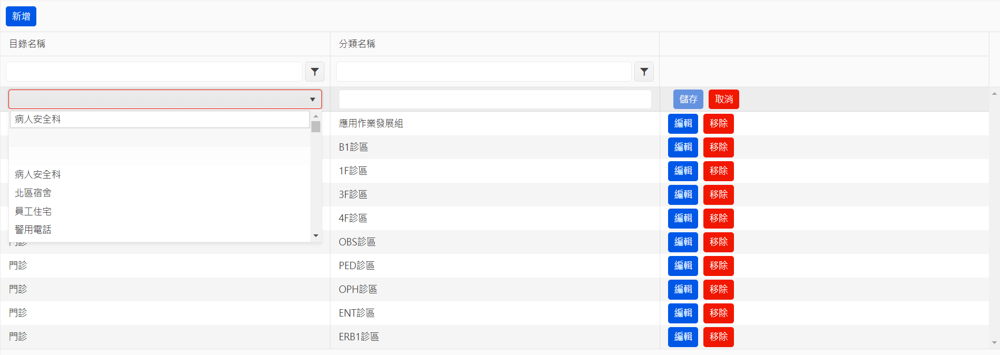 新增
目錄名稱 分類名稱
儲存 取消
病人安全科
應用作業發展組 編輯 移除
B1診區 編輯 移除
1F診區 編輯 移除
病人安全科
北區宿舍
3F診區 編輯 移除
員工住宅
4F診區 編輯 移除
警用電話
門診 OBS診區 編輯 移除
門診 PED診區 編輯 移除
門診 OPH診區 編輯 移除
門診 ENT診區 編輯 移除
門診 ERB1診區 編輯 移除